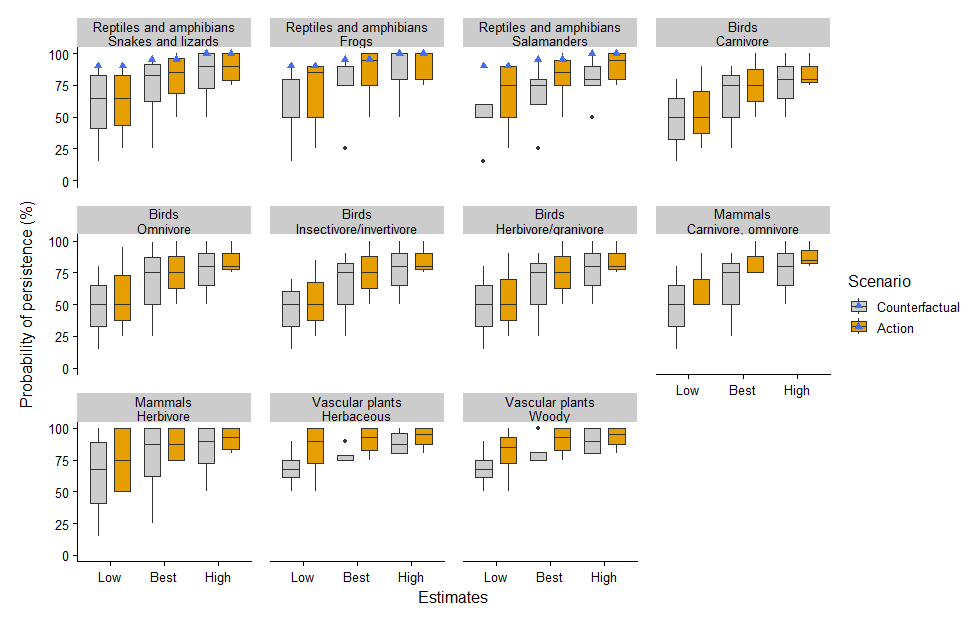 Reptiles and amphibians
Snakes and lizards
Reptiles and amphibians
Frogs
Reptiles and amphibians
Salamanders
Birds
Carnivore
100
75
50
25
0
Birds
Omnivore
Birds
Insectivore/invertivore
Birds
Herbivore/granivore
Mammals
Carnivore, omnivore
100
75
50
25
0
Low
Best
High
Mammals
Herbivore
Vascular plants
Herbaceous
Vascular plants
Woody
100
75
50
25
0
Low
Best
High
Low
Best
High
Low
Best
High
Estimates
Probability of persistence (%)
Scenario
Counterfactual
Action